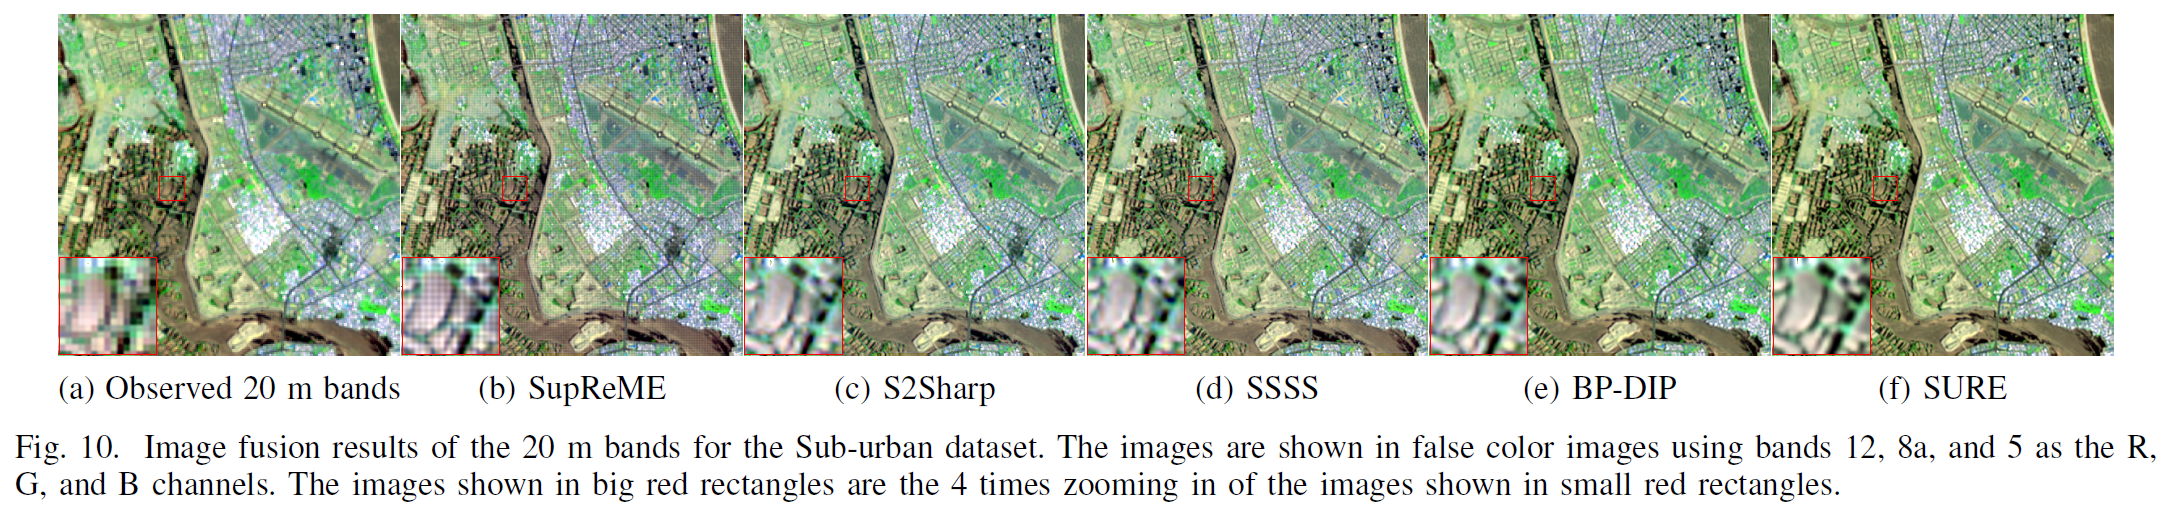 (a) Observed 20 m bands
(b) SupReME
(c) S2Sharp
(d) SSSS
(e) BP-DIP
(f) SURE
Fig. 10. Image fusion results of the 20 m bands for the Sub-urban dataset. The images are shown in false color images using bands 12, 8a, and 5 as the R,
G, and B channels. The images shown in big red rectangles are the 4 times zooming in of the images shown in small red rectangles.